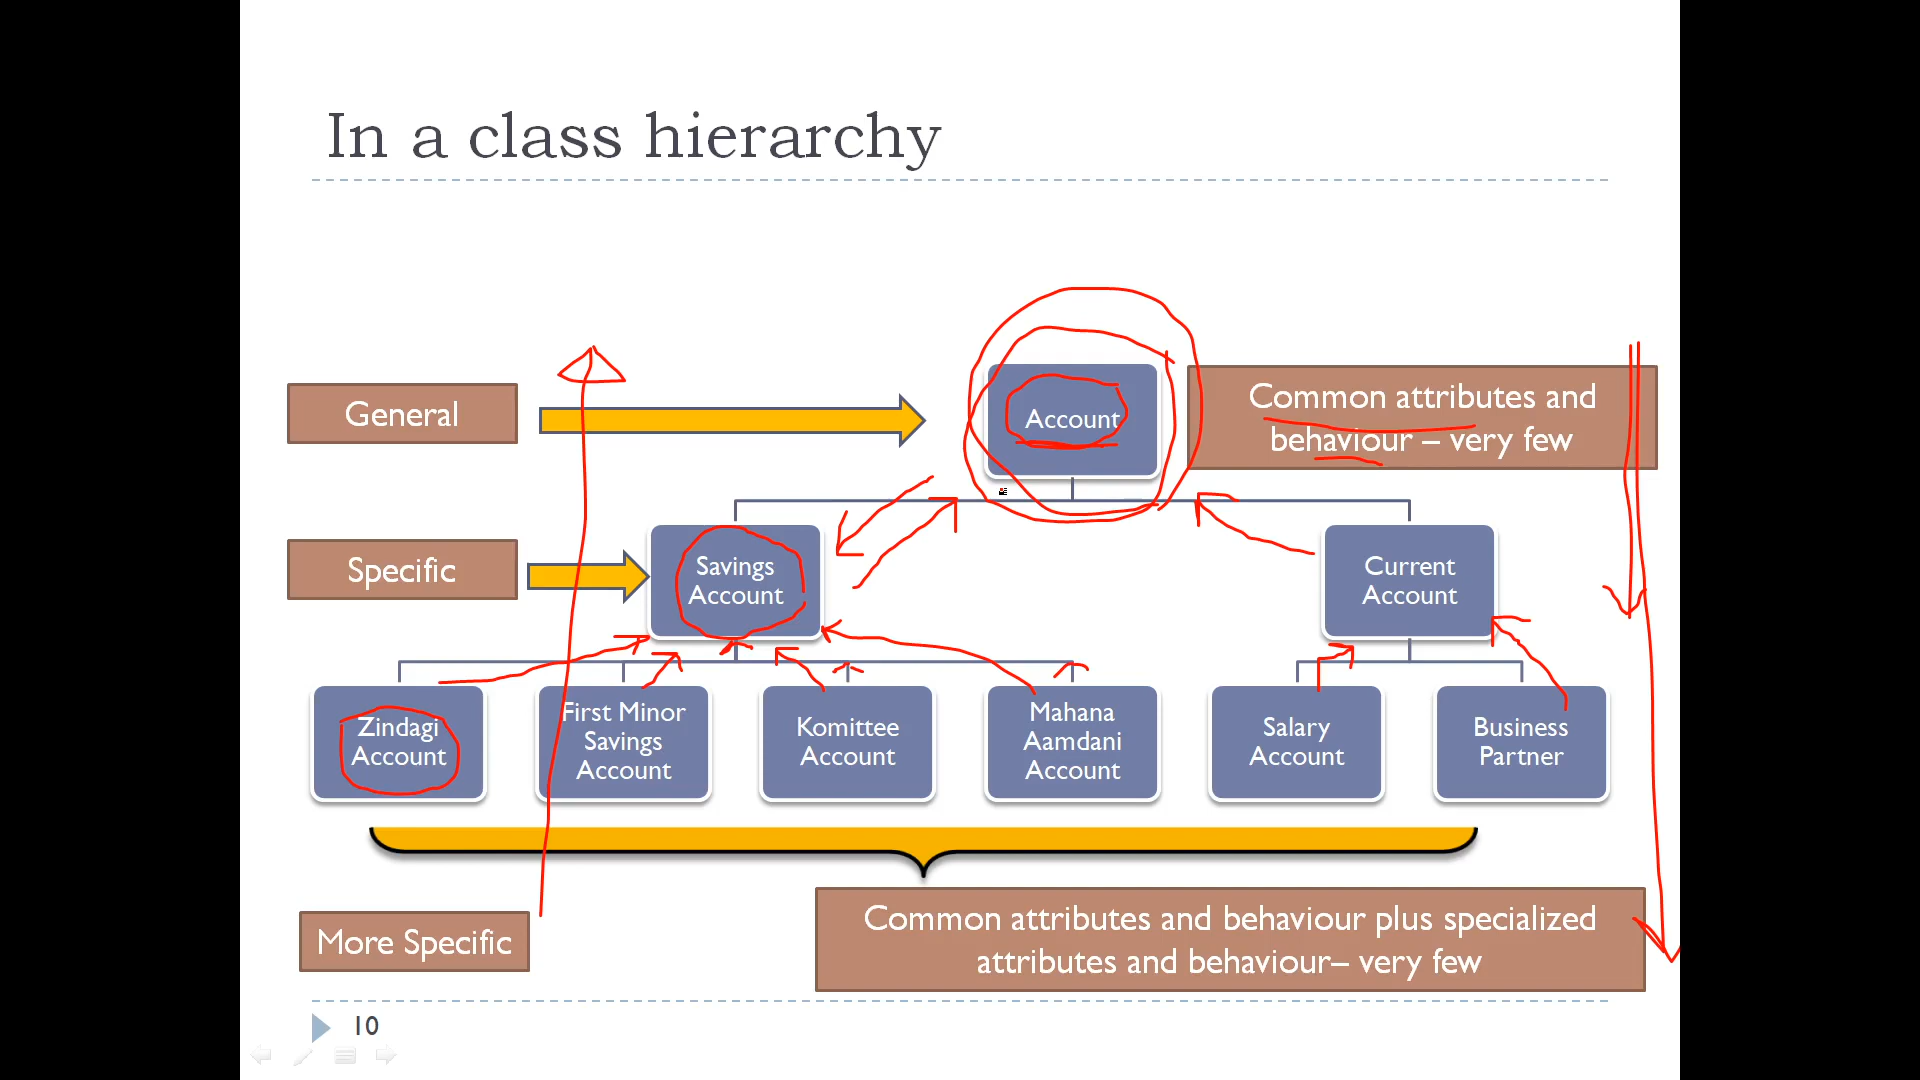 In a class hierarchy
General
Account
Common attributes and
behaviour – very few
Specific
Savings
Account
Current
Account
Zindagi
Account
First Minor
Savings
Account
Komittee
Account
Mahana
Aamdani
Account
Salary
Account
Business
Partner
More Specific
Common attributes and behaviour plus specialized
attributes and behaviour– very few
10